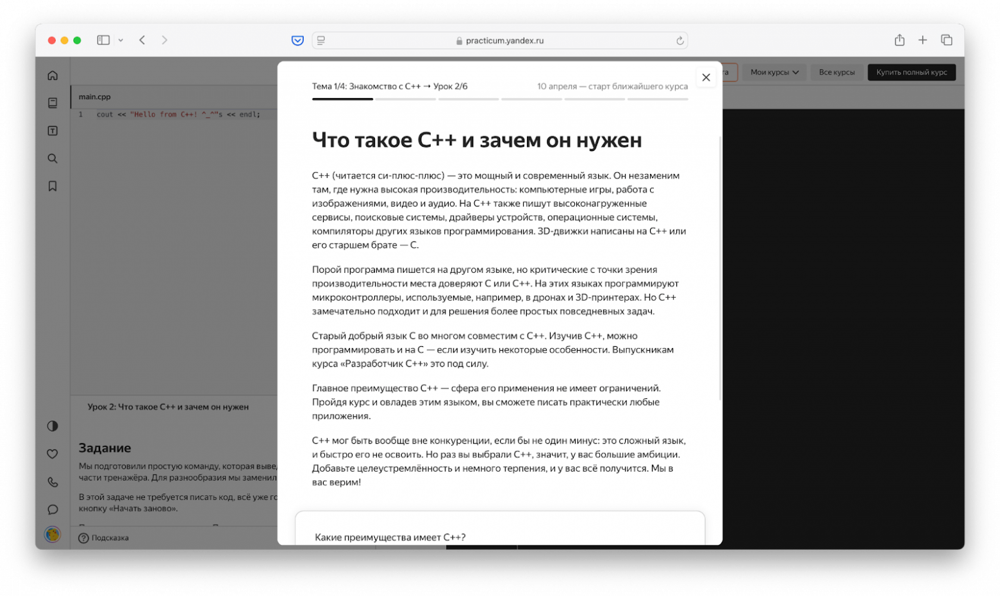 practicum.yandex.ru
Мои курсы
Все курсы
Купить полный курс
main.cpp
1 cout << "Hello from C++! ^_^"s << endl;
Урок 2: Что такое C++ и зачем он нужен
Задание
Мы подготовили простую команду, которая
части тренажёра. Для разнообразия мы
В этой задаче не требуется писать код, всё уже
кнопку «Начать заново».
Подсказка
Тема 1/4: Знакомство с C++ → Урок 2/6
10 апреля — старт ближайшего курса
Что такое C++ и зачем он нужен
C++ (читается си-плюс-плюс) — это мощный и современный язык. Он незаменим
там, где нужна высокая производительность: компьютерные игры, работа с
изображениями, видео и аудио. На C++ также пишут высоконагруженные
сервисы, поисковые системы, драйверы устройств, операционные системы,
компиляторы других языков программирования. 3D-движки написаны на C++ или
его старшем брате — C.
Порой программа пишется на другом языке, но критические с точки зрения
производительности места доверяют C или C++. На этих языках программируют
микроконтроллеры, используемые, например, в дронах и 3D-принтерах. Но C++
замечательно подходит и для решения более простых повседневных задач.
Старый добрый язык C во многом совместим с C++. Изучив C++, можно
программировать и на C — если изучить некоторые особенности. Выпускникам
курса «Разработчик C++» это под силу.
Главное преимущество C++ — сфера его применения не имеет ограничений.
Пройдя курс и овладев этим языком, вы сможете писать практически любые
приложения.
C++ мог быть вообще вне конкуренции, если бы не один минус: это сложный язык,
и быстро его не освоить. Но раз вы выбрали C++, значит, у вас большие амбиции.
Добавьте целеустремлённость и немного терпения, и у вас всё получится. Мы в
вас верим!
Какие преимущества имеет C++?